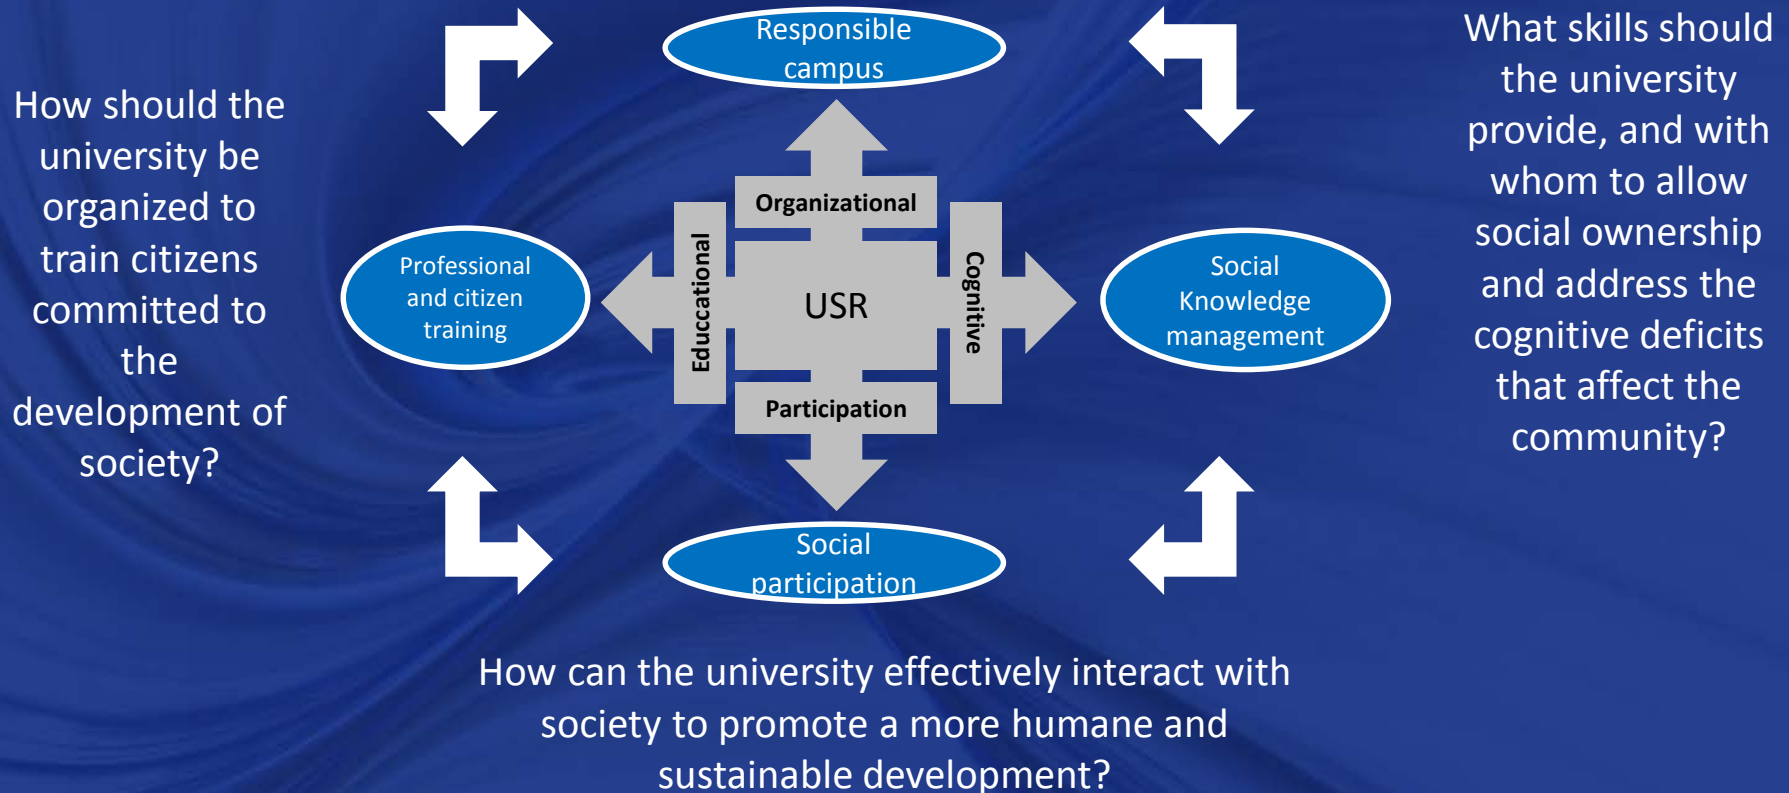 Responsible
campus
What skills should
the university
provide, and with
whom to allow
social ownership
and address the
cognitive deficits
that affect the
community?
How should the
university be
organized to
train citizens
committed to
the
development of
society?
Organizational
Educcational
Cognitive
Professional
and citizen
training
USR
Social
Knowledge
management
Participation
Social
participation
How can the university effectively interact with
society to promote a more humane and
sustainable development?